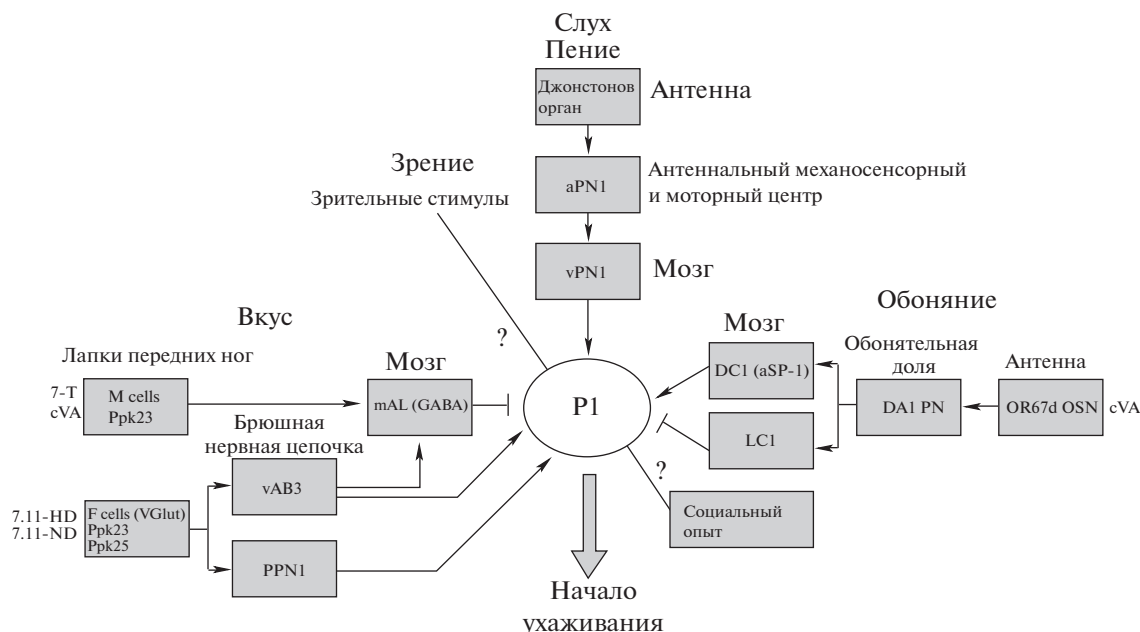 Слух
Пение
Джонстонов
орган
Антенна
Зрение
Зрительные стимулы
aPN1
Антеннальный механосенсорный
и моторный центр
vPN1
Мозг
?
Вкус
Лапки передних ног
7-T
cVA
M cells
Ppk23
Мозг
mAL (GABA)
Брюшная
нервная цепочка
vAB3
7.11-HD
7.11-ND
F cells (VGlut)
Ppk23
Ppk25
PPN1
P1
Обоняние
Мозг
DC1 (aSP-1)
LC1
Обонятельная
доля
DA1 PN
Антенна
OR67d OSN
cVA
?
Социальный
опыт
Начало
ухаживания